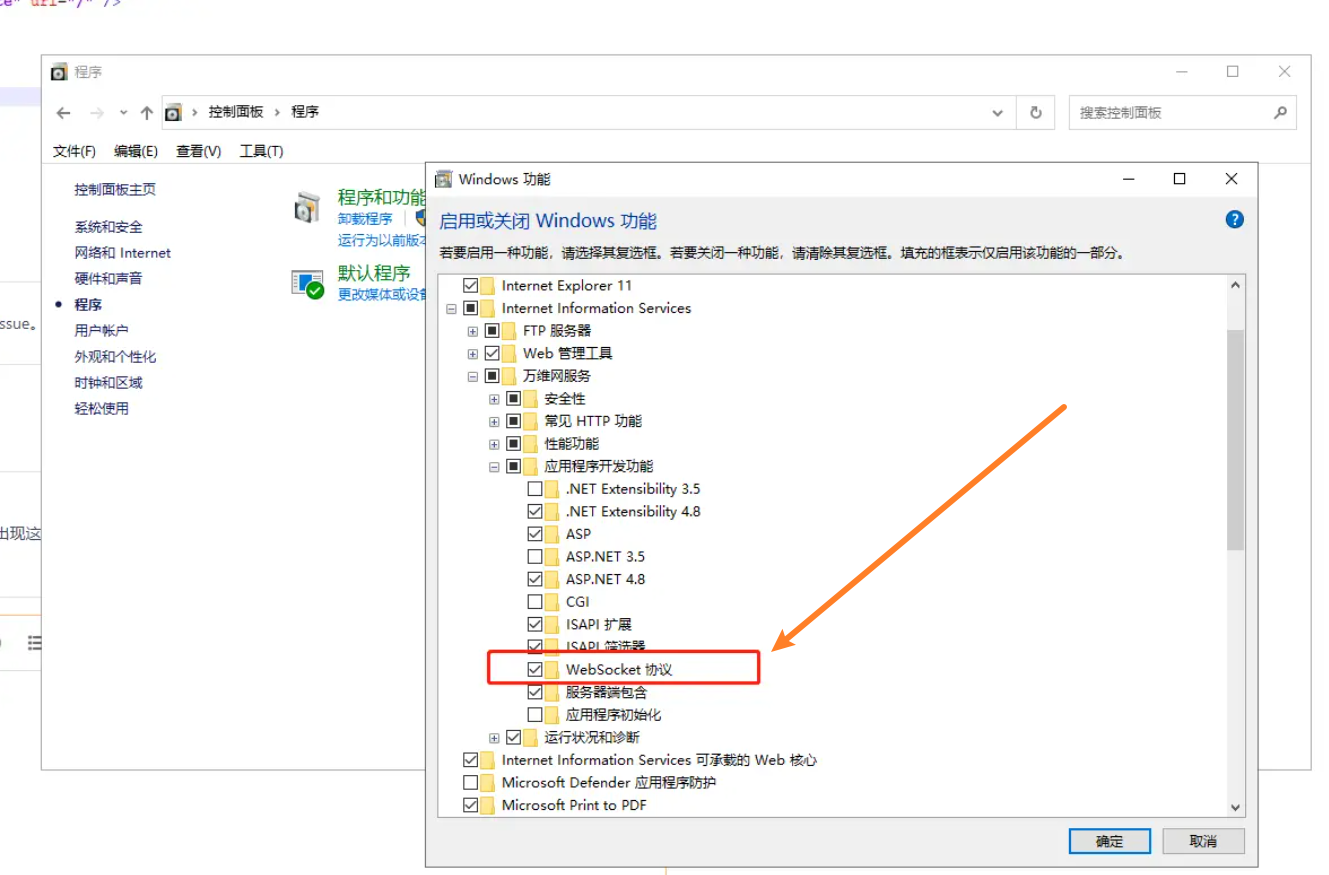 程序
控制面板 › 程序
搜索控制面板
文件(F) 编辑(E) 查看(V) 工具(T)
控制面板主页
系统和安全
网络和 Internet
硬件和声音
程序
用户帐户
外观和个性化
时钟和区域
轻松使用
程序和功能
卸载程序
运行为以前版本
默认程序
更改媒体或设备
ssue。
出现这
Windows 功能
启用或关闭 Windows 功能
若要启用一种功能，请选择其复选框。若要关闭一种功能，请清除其复选框。填充的框表示仅启用该功能的一部分。
Internet Explorer 11
Internet Information Services
FTP 服务器
Web 管理工具
万维网服务
安全性
常见 HTTP 功能
性能功能
应用程序开发功能
.NET Extensibility 3.5
.NET Extensibility 4.8
ASP
ASP.NET 3.5
ASP.NET 4.8
CGI
ISAPI 扩展
ISAPI 筛选器
WebSocket 协议
服务器端包含
应用程序初始化
运行状况和诊断
Internet Information Services 可承载的 Web 核心
Microsoft Defender 应用程序防护
Microsoft Print to PDF
确定 取消